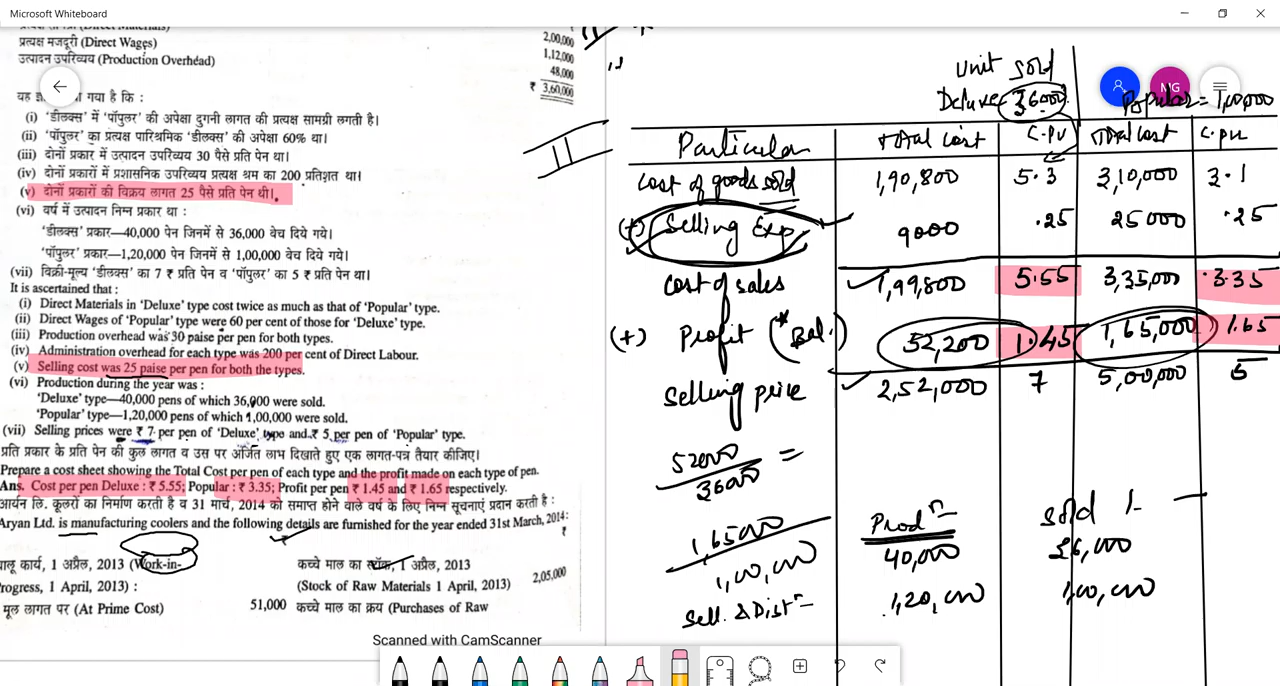 Microsoft Whiteboard
प्रत्यक्ष मजदूरी (Direct Wages)
उत्पादन उपरिव्यय (Production Overhead)
2,00,000
1,12,000
48,000
₹ 3,60,000
गया है कि :
(i) 'डीलक्स' में 'पॉपुलर' की अपेक्षा दुगनी लागत की प्रत्यक्ष सामग्री लगती है।
(ii) 'पॉपुलर' का प्रत्यक्ष पारिश्रमिक 'डीलक्स' की अपेक्षा 60% था।
(iii) दोनों प्रकार में उत्पादन उपरिव्यय 30 पैसे प्रति पेन था।
(iv) दोनों प्रकारों में प्रशासनिक उपरिव्यय प्रत्यक्ष श्रम का 200 प्रतिशत था।
(v) दोनों प्रकारों की विक्रय लागत 25 पैसे प्रति पेन थी।
(vi) वर्ष में उत्पादन निम्न प्रकार था :
'डीलक्स' प्रकार—40,000 पेन जिनमें से 36,000 बेच दिये गये।
'पॉपुलर' प्रकार—1,20,000 पेन जिनमें से 1,00,000 बेच दिये गये।
(vii) विक्री-मूल्य 'डीलक्स' का 7 ₹ प्रति पेन व 'पॉपुलर' का 5 ₹ प्रति पेन था।
It is ascertained that :
(i) Direct Materials in 'Deluxe' type cost twice as much as that of 'Popular' type.
(ii) Direct Wages of 'Popular' type were 60 per cent of those for 'Deluxe' type.
(iii) Production overhead was 30 paise per pen for both types.
(iv) Administration overhead for each type was 200 per cent of Direct Labour.
(v) Selling cost was 25 paise per pen for both the types.
(vi) Production during the year was :
'Deluxe' type—40,000 pens of which 36,000 were sold.
'Popular' type—1,20,000 pens of which 1,00,000 were sold.
(vii) Selling prices were ₹ 7 per pen of 'Deluxe' type and ₹ 5 per pen of 'Popular' type.
प्रति प्रकार के प्रति पेन की कुल लागत व उस पर अर्जित लाभ दिखाते हुए एक लागत-पत्र तैयार कीजिए।
Prepare a cost sheet showing the Total Cost per pen of each type and the profit made on each type of pen.
Ans. Cost per pen Deluxe : ₹ 5.55; Popular : ₹ 3.35; Profit per pen ₹ 1.45 and ₹ 1.65 respectively.
आर्यन लि. कूलरों का निर्माण करती है व 31 मार्च, 2014 को समाप्त होने वाले वर्ष के लिए निम्न सूचनाएं प्रदान करती है :
Aryan Ltd. is manufacturing coolers and the following details are furnished for the year ended 31st March, 2014:
₹
चालू कार्य, 1 अप्रैल, 2013 (Work-in-
Progress, 1 April, 2013) :
मूल लागत पर (At Prime Cost) 51,000
कच्चे माल का स्टॉक, 1 अप्रैल, 2013
(Stock of Raw Materials 1 April, 2013) 2,05,000
कच्चे माल का क्रय (Purchases of Raw
Scanned with CamScanner
II
Unit sold
Deluxe 36000 Popular = 1,00,000
MG
Particular Total Cost C.PU Total Cost C.PU
Cost of goods sold 1,90,800 5.3 3,10,000 3.1
(+) Selling Exp 9000 .25 25000 .25
Cost of sales 1,99,800 5.55 3,35,000 3.35
(+) Profit (*Bal.) 52,200 1.45 1,65,000 1.65
Selling price 2,52,000 7 5,00,000 5
52000 =
36000
1,65000
1,00,000
Prodn sold
40,000 36,000
1,20,000 1,00,000
Sell. & Distn